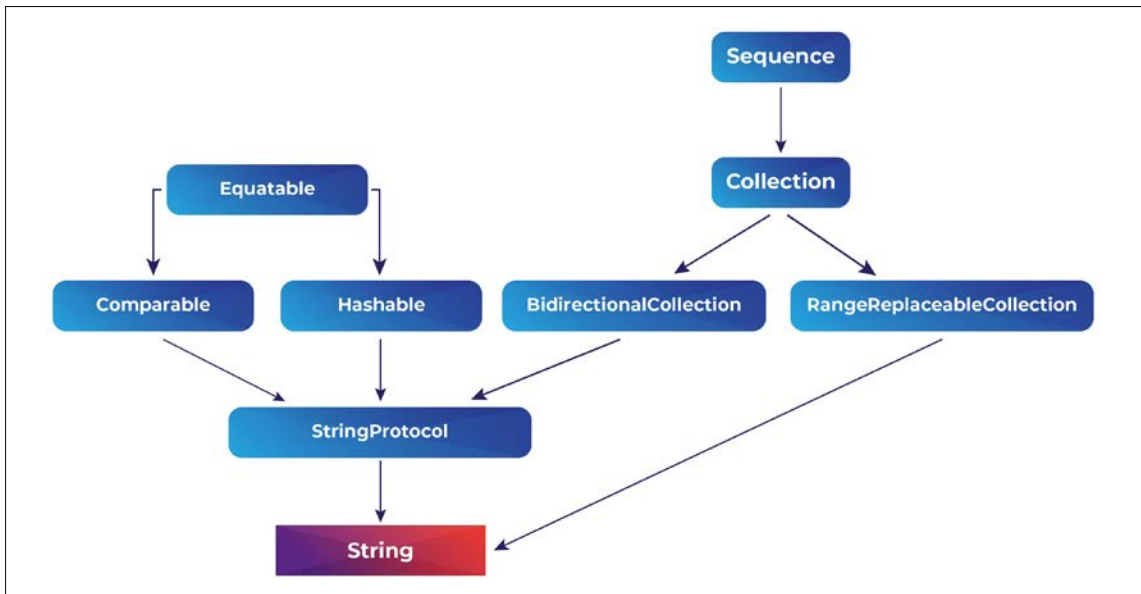 Sequence
Collection
Equatable
Comparable
Hashable
BidirectionalCollection
RangeReplaceableCollection
StringProtocol
String